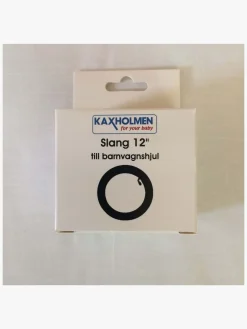 KAXHOLMEN
for your baby
Slang 12"
till barnvagnshjul